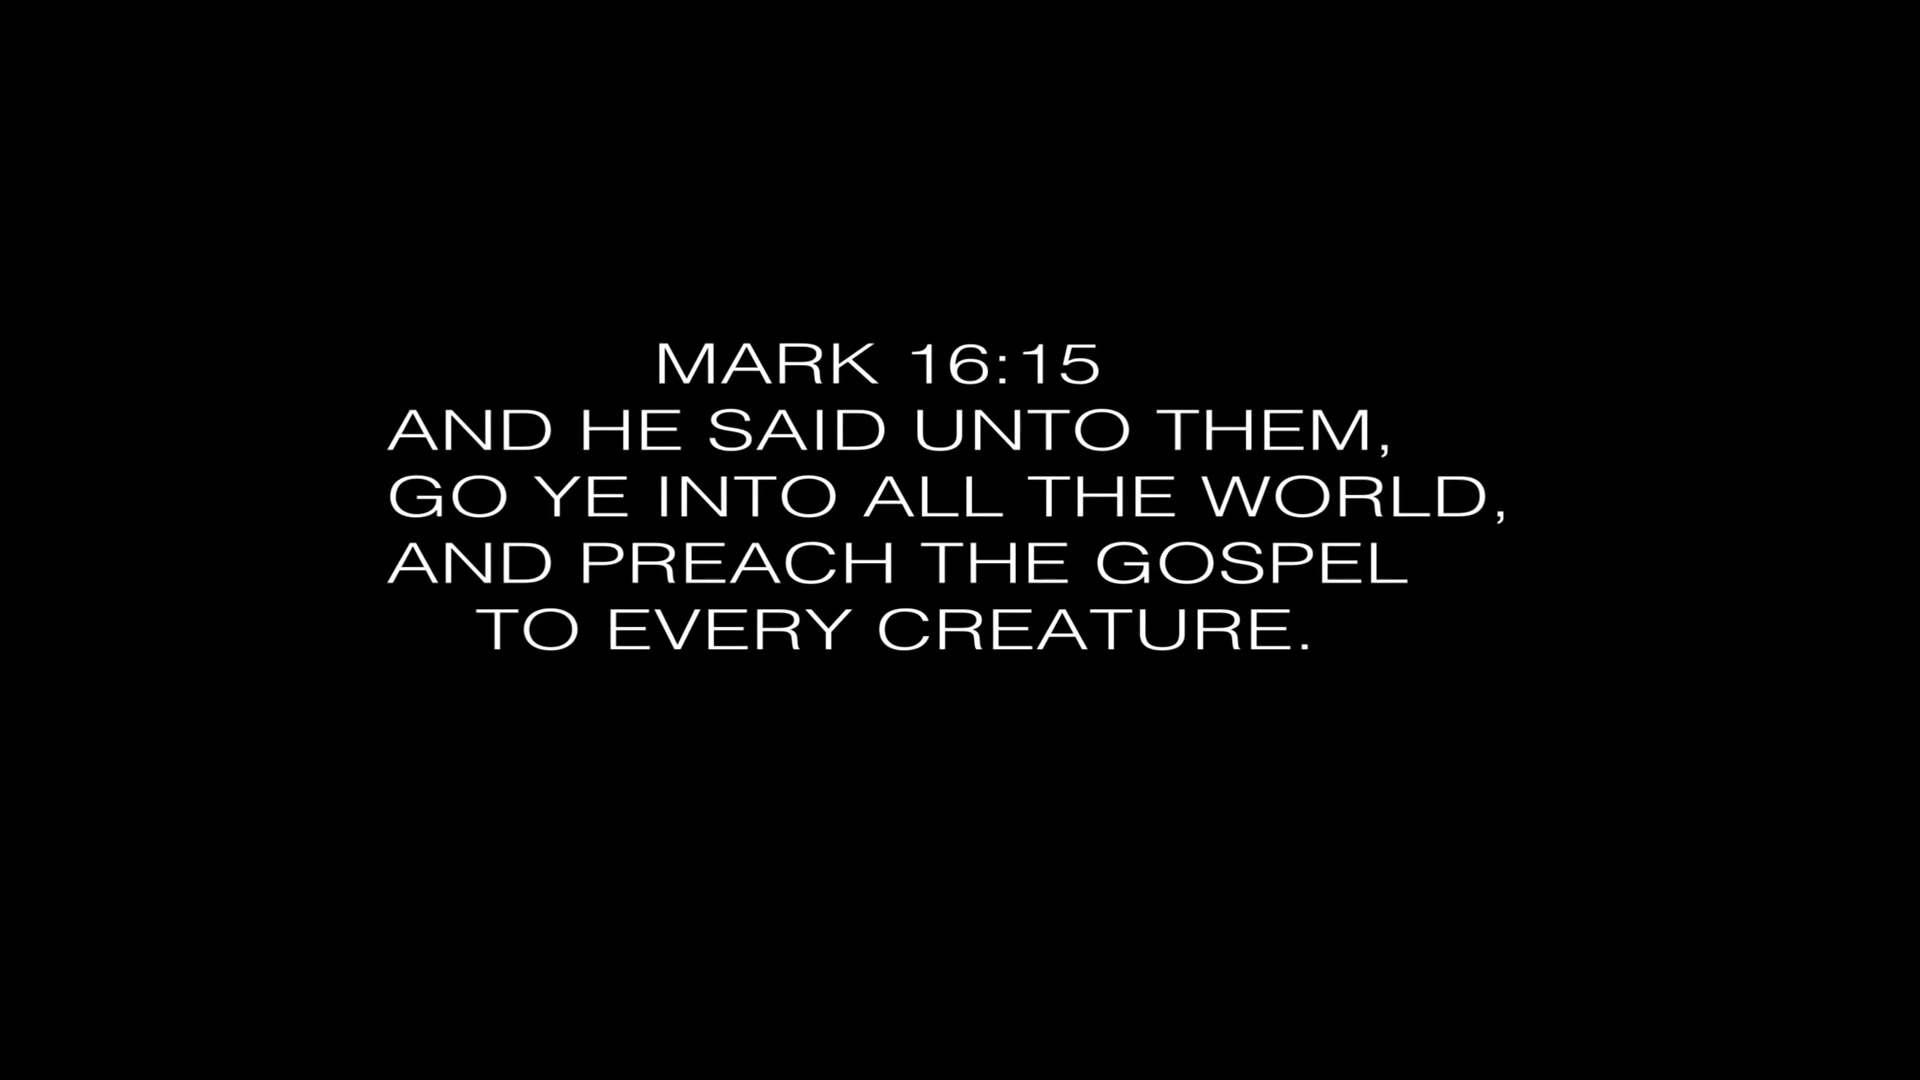 MARK 16:15
AND HE SAID UNTO THEM,
GO YE INTO ALL THE WORLD,
AND PREACH THE GOSPEL
TO EVERY CREATURE.